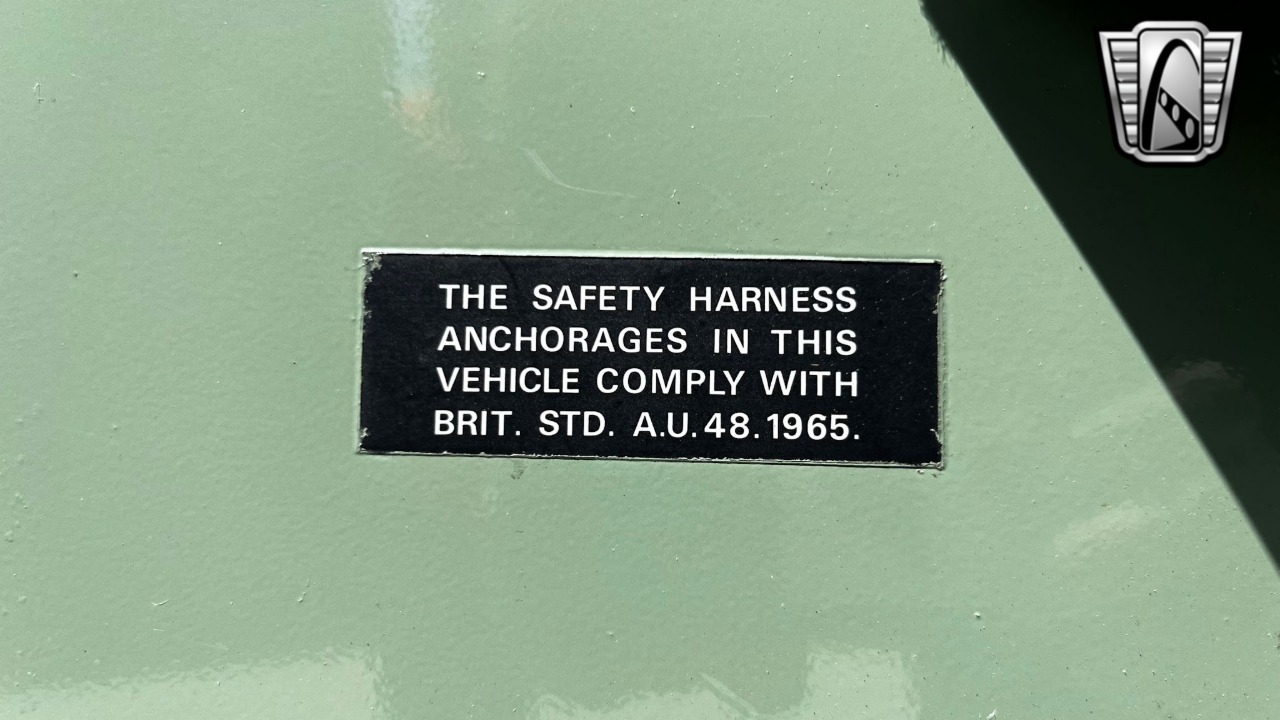 THE SAFETY HARNESS
ANCHORAGES IN THIS
VEHICLE COMPLY WITH
BRIT. STD. A.U.48.1965.